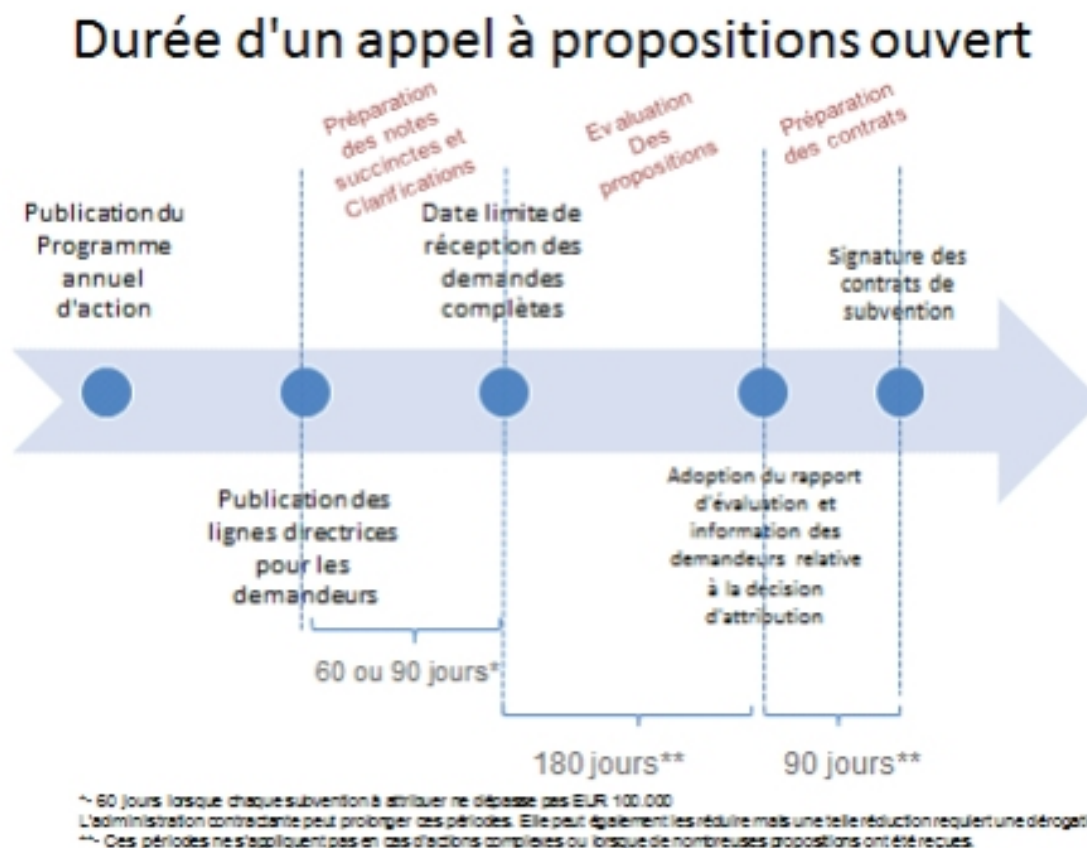 Durée d'un appel à propositions ouvert
Préparation
des notes
succinctes et
Clarifications
Evaluation
Des
propositions
Préparation
des contrats
Publication du
Programme
annuel
d'action
Date limite de
réception des
demandes
complètes
Signature des
contrats de
subvention
Publication des
lignes directrices
pour les
demandeurs
Adoption du rapport
d'évaluation et
information des
demandeurs relative
à la décision
d'attribution
60 ou 90 jours*
180 jours**
90 jours**
*- 60 jours lorsque chaque subvention à attribuer ne dépasse pas EUR 100.000
L'administration contractante peut prolonger ces périodes. Elle peut également les réduire mais une telle réduction requiert une dérogati
**- Ces périodes ne s'appliquent pas en cas d'actions complexes ou lorsque de nombreuses propositions ont été reçues.